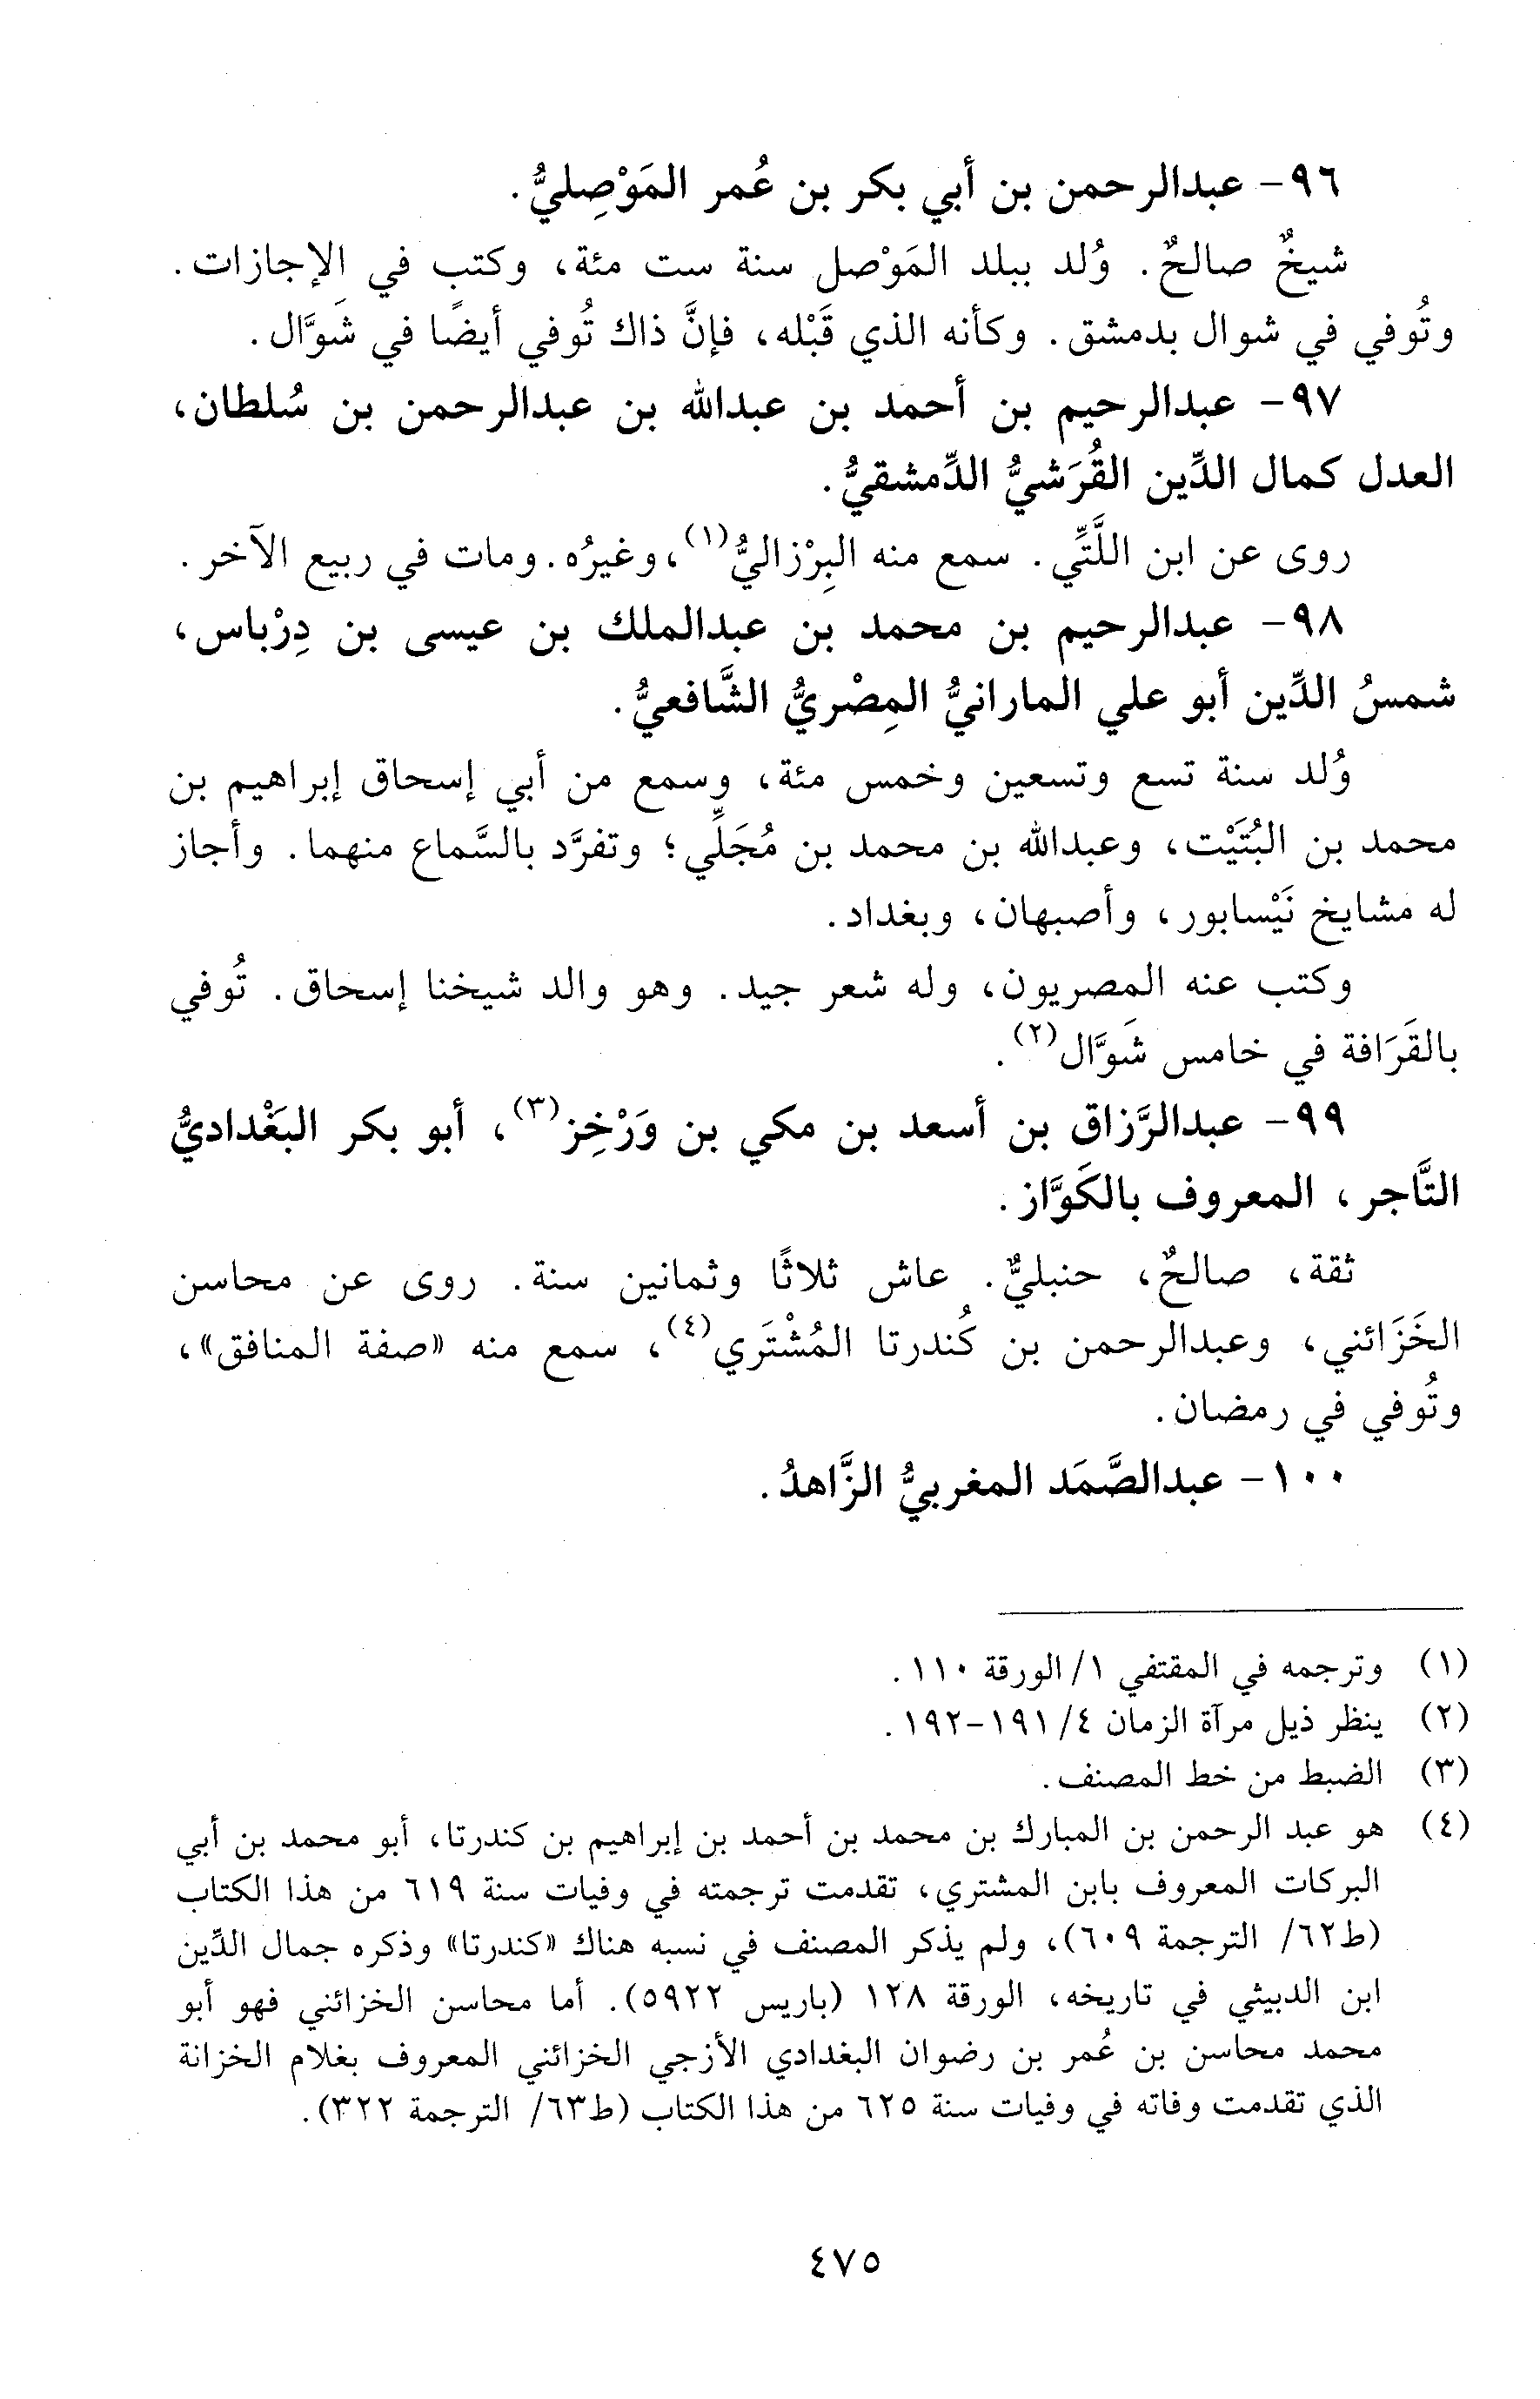 ٩٦- عبدالرحمن بن أبي بكر بن عُمر المَوْصِليُّ.
شيخٌ صالحٌ. وُلد ببلد المَوْصل سنة ست مئة، وكتب في الإجازات.
وتُوفي في شوال بدمشق. وكأنه الذي قَبْله، فإنَّ ذاك تُوفي أيضًا في شَوَّال.
٩٧- عبدالرحيم بن أحمد بن عبدالله بن عبدالرحمن بن سُلطان،
العدل كمال الدِّين القُرَشيُّ الدِّمشقيُّ.
روى عن ابن اللَّتِّي. سمع منه البِرْزاليُّ(١)، وغيرُه. ومات في ربيع الآخر.
٩٨- عبدالرحيم بن محمد بن عبدالملك بن عيسى بن دِرْباس،
شمسُ الدِّين أبو علي المارانيُّ المِصْريُّ الشَّافعيُّ.
وُلد سنة تسع وتسعين وخمس مئة، وسمع من أبي إسحاق إبراهيم بن
محمد بن البُتَيْت، وعبدالله بن محمد بن مُجَلِّي؛ وتفرَّد بالسَّماع منهما. وأجاز
له مشايخ نَيْسابور، وأصبهان، وبغداد.
وكتب عنه المصريون، وله شعر جيد. وهو والد شيخنا إسحاق. تُوفي
بالقَرَافة في خامس شَوَّال(٢).
٩٩- عبدالرَّزاق بن أسعد بن مكي بن وَرْخِز(٣)، أبو بكر البَغْداديُّ
التَّاجر، المعروف بالكَوَّاز.
ثقة، صالحٌ، حنبليٌّ. عاش ثلاثًا وثمانين سنة. روى عن محاسن
الخَزَائني، وعبدالرحمن بن كُندرتا المُشْتَري(٤)، سمع منه «صفة المنافق»،
وتُوفي في رمضان.
١٠٠- عبدالصَّمَد المغربيُّ الزَّاهدُ.
(١) وترجمه في المقتفي ١/ الورقة ١١٠.
(٢) ينظر ذيل مرآة الزمان ٤/ ١٩١-١٩٢.
(٣) الضبط من خط المصنف.
(٤) هو عبد الرحمن بن المبارك بن محمد بن أحمد بن إبراهيم بن كندرتا، أبو محمد بن أبي
البركات المعروف بابن المشتري، تقدمت ترجمته في وفيات سنة ٦١٩ من هذا الكتاب
(ط٦٢/ الترجمة ٦٠٩)، ولم يذكر المصنف في نسبه هناك «كندرتا» وذكره جمال الدِّين
ابن الدبيثي في تاريخه، الورقة ١٢٨ (باريس ٥٩٢٢). أما محاسن الخزائني فهو أبو
محمد محاسن بن عُمر بن رضوان البغدادي الأزجي الخزائني المعروف بغلام الخزانة
الذي تقدمت وفاته في وفيات سنة ٦٢٥ من هذا الكتاب (ط٦٣/ الترجمة ٣٢٢).
٤٧٥